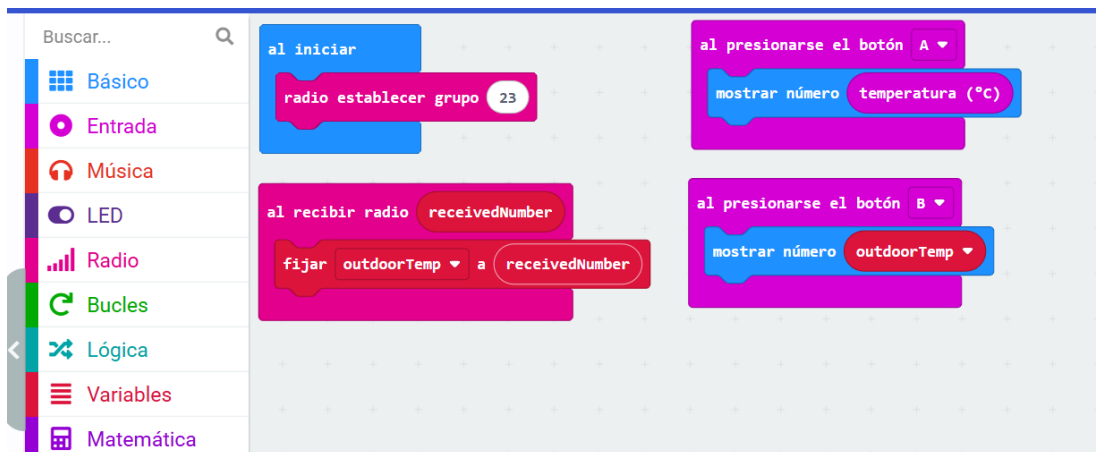 Buscar...
Básico
Entrada
Música
LED
Radio
Bucles
Lógica
Variables
Matemática
al iniciar
radio establecer grupo 23
al recibir radio receivedNumber
fijar outdoorTemp a receivedNumber
al presionarse el botón A
mostrar número temperatura (°C)
al presionarse el botón B
mostrar número outdoorTemp